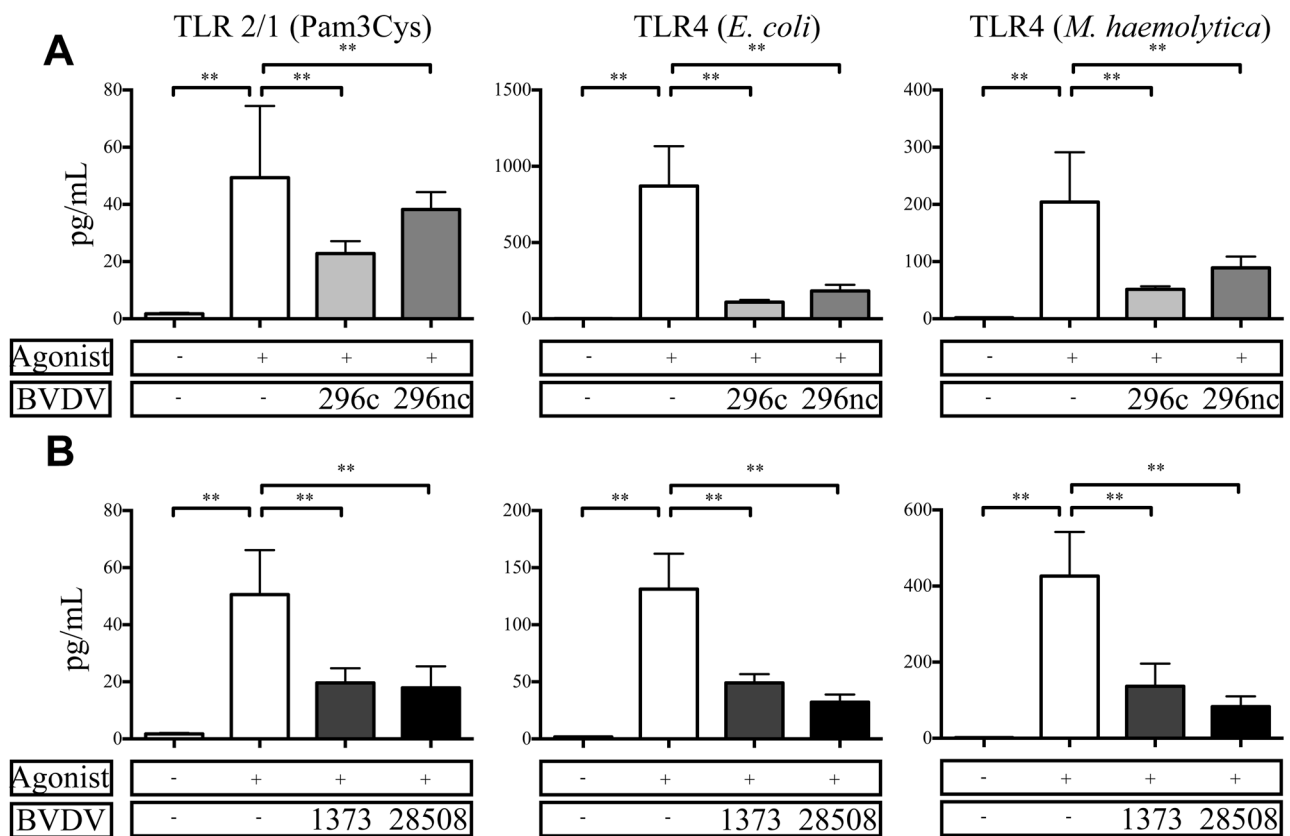 A
TLR 2/1 (Pam3Cys) TLR4 (E. coli) TLR4 (M. haemolytica)
** ** **
** ** ** ** ** **
80 1500 400
60 300
1000
pg/mL
40 200
500
20 100
0 0 0
Agonist - + + + - + + + - + + +
BVDV - - 296c 296nc - - 296c 296nc - - 296c 296nc
B
** ** **
** ** ** ** ** **
80 200 600
60 150
400
pg/mL
40 100
200
20 50
0 0 0
Agonist - + + + - + + + - + + +
BVDV - - 1373 28508 - - 1373 28508 - - 1373 28508